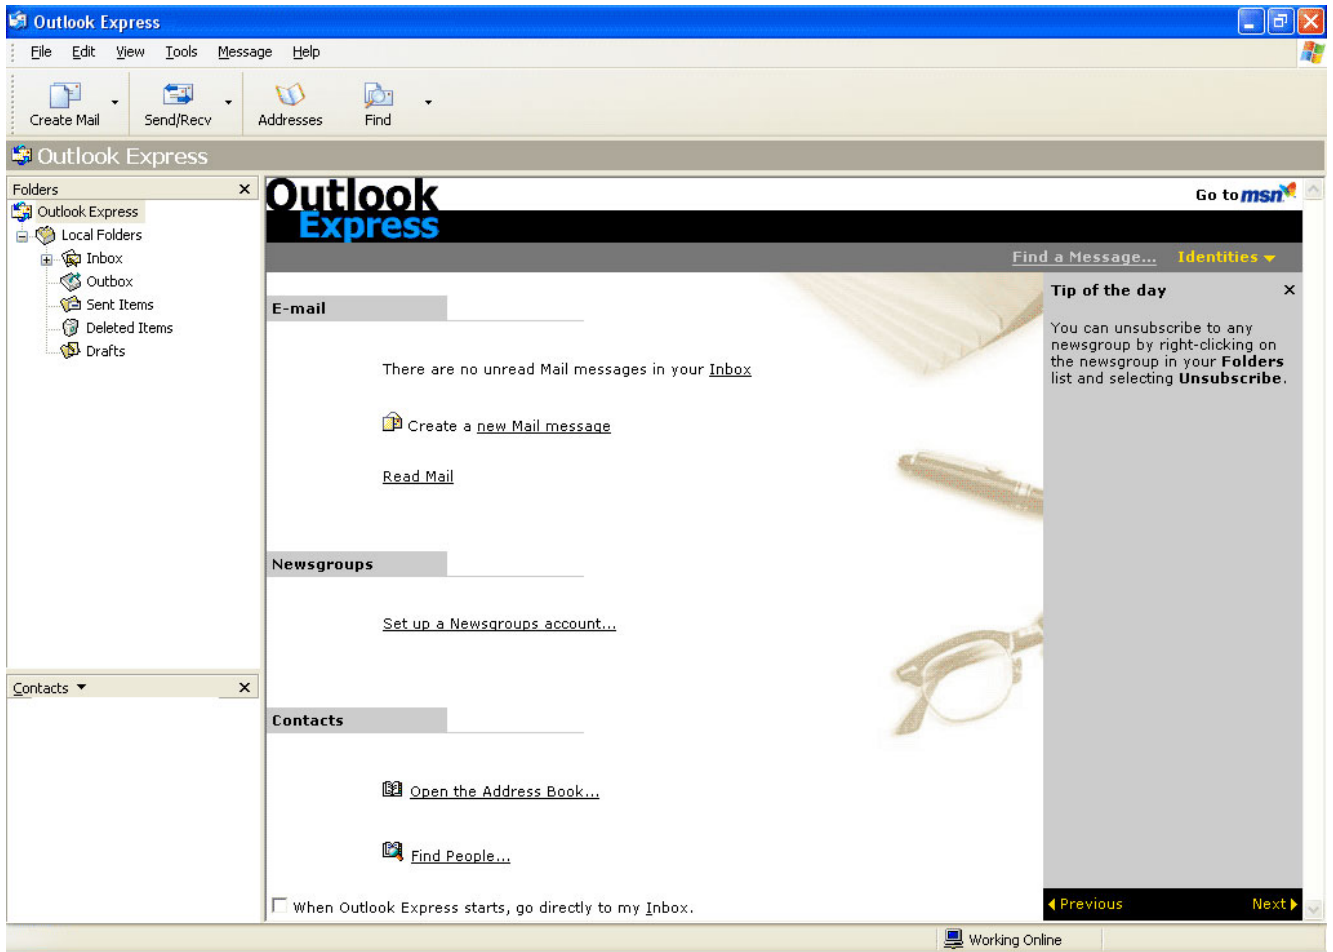 Outlook Express
File Edit View Tools Message Help
Create Mail Send/Recv Addresses Find
Outlook Express
Folders
Outlook Express
Local Folders
Inbox
Outbox
Sent Items
Deleted Items
Drafts
Contacts
Outlook
Express
Go to msn
Find a Message... Identities
E-mail
There are no unread Mail messages in your Inbox
Create a new Mail message
Read Mail
Newsgroups
Set up a Newsgroups account...
Contacts
Open the Address Book...
Find People...
When Outlook Express starts, go directly to my Inbox.
Tip of the day
You can unsubscribe to any
newsgroup by right-clicking on
the newsgroup in your Folders
list and selecting Unsubscribe.
Previous Next
Working Online